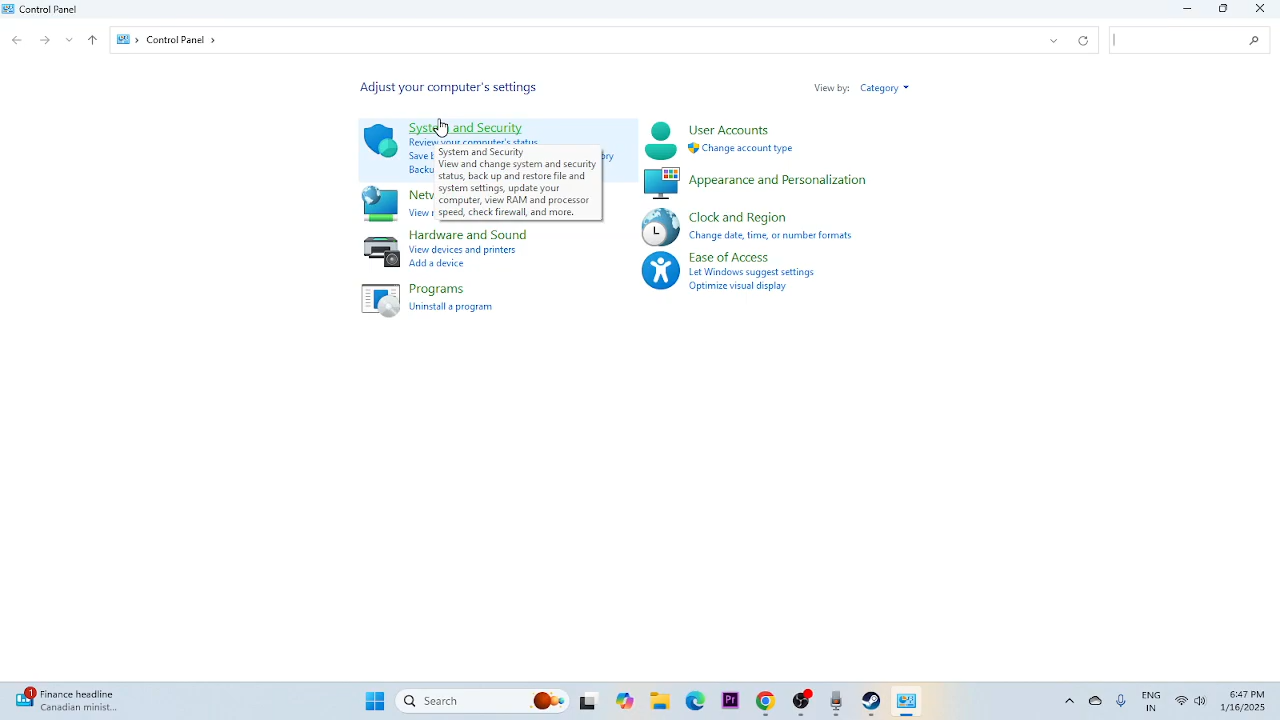 Control Panel
Control Panel
Adjust your computer's settings
View by: Category
System and Security
Review your computer's status
Save b
Backu
System and Security
View and change system and security
status, back up and restore file and
system settings, update your
computer, view RAM and processor
speed, check firewall, and more.
Netv
View r
Hardware and Sound
View devices and printers
Add a device
Programs
Uninstall a program
User Accounts
Change account type
Appearance and Personalization
Clock and Region
Change date, time, or number formats
Ease of Access
Let Windows suggest settings
Optimize visual display
1
Finance headline
Canadian minist...
Search
Pr
ENG
IN
6:47 PM
1/16/2025